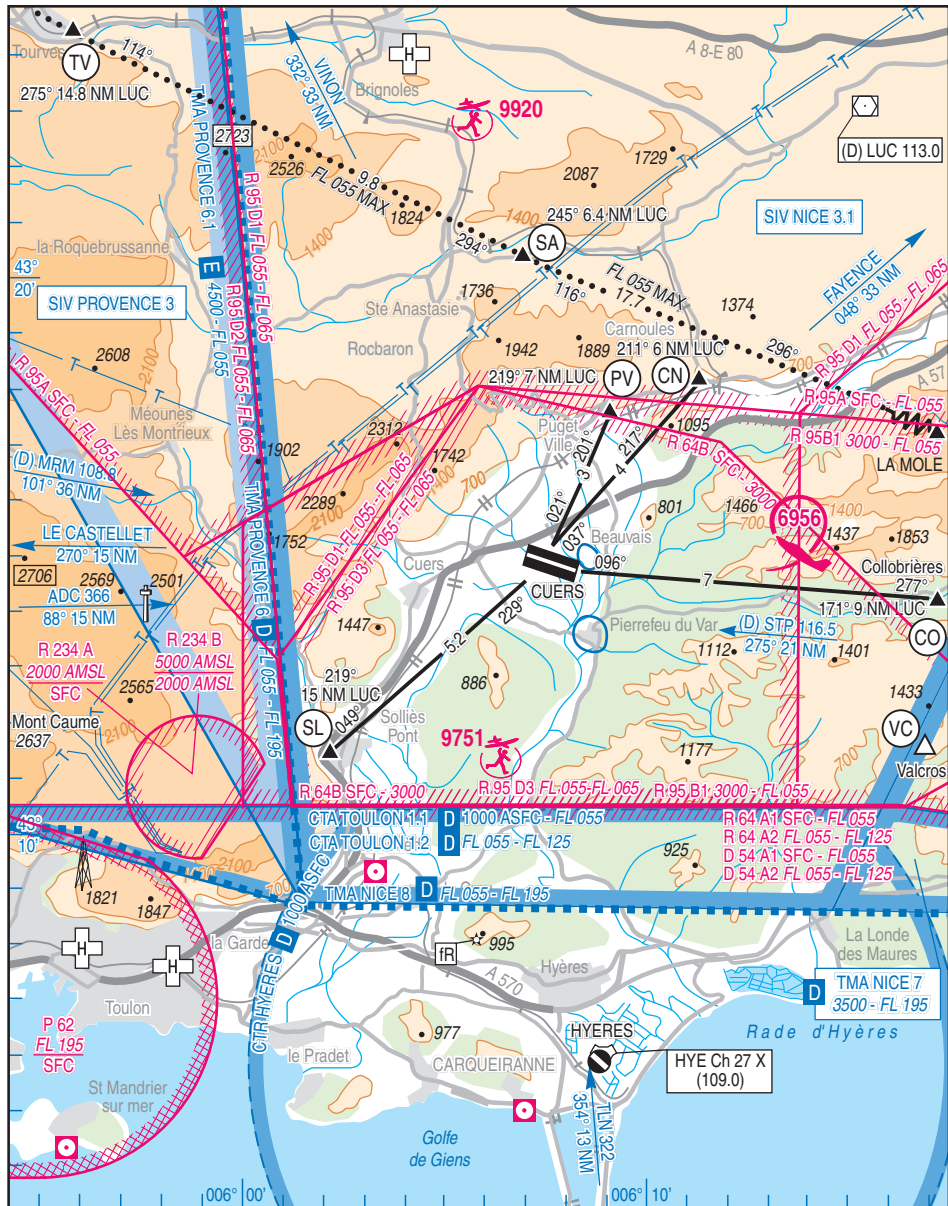 Tourves
TV
114°
275° 14.8 NM LUC
TMA PROVENCE 6.1
VINON
332° 33 NM
H
Brignoles
9920
A 8-E 80
(D) LUC 113.0
2723
2100
2526
FL 055 MAX
9.8
1824
1400
2087
1729
1400
245° 6.4 NM LUC
SA
294°
116°
FL 055 MAX
17.7
SIV NICE 3.1
FAYENCE
048° 33 NM
la Roquebrussanne
43°
20'
SIV PROVENCE 3
E
4500 - FL 055
R 95 D1 FL 055 - FL 065
R 95 D2 FL 055 - FL 065
Ste Anastasie
1736
Rocbaron
1942
1889
1374
Carnoules
211° 6 NM LUC
CN
PV
219° 7 NM LUC
296°
R 95 D1 FL 055 - FL 065
700
A 57
R 95A SFC - FL 055
R 95B1 3000 - FL 055
LA MOLE
2608
2100
R 95A SFC - FL 055
Méounes
Lès Montrieux
1902
2312
1742
700
2289
2100
1752
Puget
Ville
1095
R 64B SFC - 3000
201°
3
021°
217°
4
037°
801
1466
700
6956
1400
1437
1853
(D) MRM 108.8
101° 36 NM
LE CASTELLET
270° 15 NM
2706
2569
2501
ADC 366
88° 15 NM
TMA PROVENCE 6
D
FL 055 - FL 195
R 95 D1 FL 055 - FL 065
R 95 D3 FL 055 - FL 065
Cuers
Beauvais
096°
CUERS
7
Collobrières
277°
171° 9 NM LUC
CO
1447
229°
5.2
Pierrefeu du Var
(D) STP 116.5
275° 21 NM
1112
1401
R 234 A
2000 AMSL
SFC
R 234 B
5000 AMSL
2000 AMSL
2565
Mont Caume
2637
219°
15 NM LUC
SL
049°
Solliès
Pont
886
9751
1177
700
1433
VC
Valcros
R 64B SFC - 3000
R 95 D3 FL 055-FL 065
R 95 B1 3000 - FL 055
43°
10'
CTA TOULON 1.1
D
1000 ASFC - FL 055
CTA TOULON 1.2
D
FL 055 - FL 125
R 64 A1 SFC - FL 055
R 64 A2 FL 055 - FL 125
D 54 A1 SFC - FL 055
D 54 A2 FL 055 - FL 125
2100
700
925
TMA NICE 8
D
FL 055 - FL 195
1821
1847
CTR HYERES
D
1000 ASFC
la Garde
fR
995
A 570
Hyères
La Londe
des Maures
D
TMA NICE 7
3500 - FL 195
H
H
Toulon
P 62
FL 195
SFC
St Mandrier
sur mer
le Pradet
977
CARQUEIRANNE
HYERES
HYE Ch 27 X
(109.0)
Rade d'Hyères
Golfe
de Giens
TLN 322
354° 13 NM
006° 00'
006° 10'